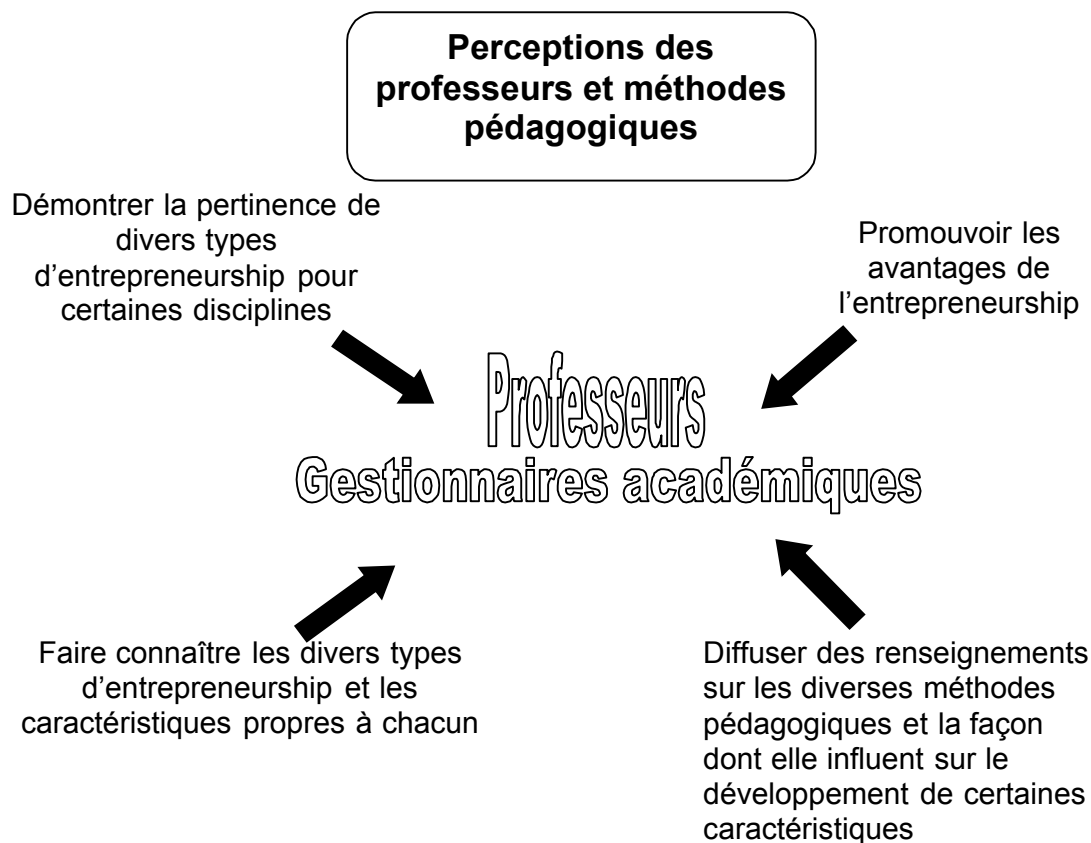 Perceptions des
professeurs et méthodes
pédagogiques
Démontrer la pertinence de
divers types
d’entrepreneurship pour
certaines disciplines
Promouvoir les
avantages de
l’entrepreneurship
Professeurs
Gestionnaires académiques
Faire connaître les divers types
d’entrepreneurship et les
caractéristiques propres à chacun
Diffuser des renseignements
sur les diverses méthodes
pédagogiques et la façon
dont elle influent sur le
développement de certaines
caractéristiques